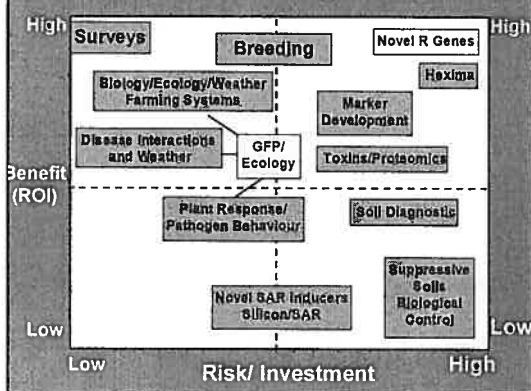 High
High
Surveys
Breeding
Novel R Genes
Hexima
Biology/Ecology/Weather
Farming Systems
Marker
Development
Disease Interactions
and Weather
GFP/
Ecology
Toxins/Proteomics
Benefit
(ROI)
Plant Response/
Pathogen Behaviour
Soil Diagnostic
Suppressive
Soils
Biological
Control
Novel SAR Inducers
Silicon/SAR
Low
Low
Low
Risk/ Investment
High